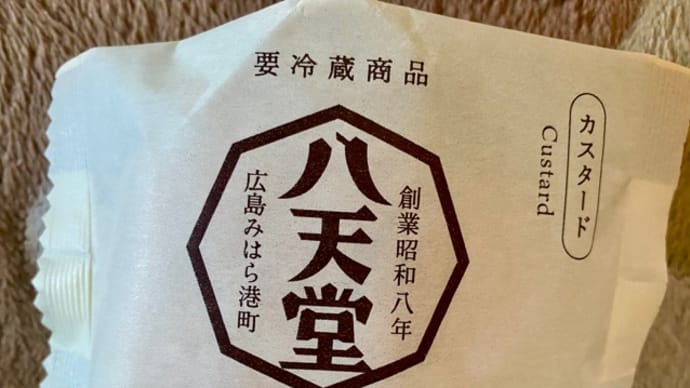 要冷蔵商品
カスタード
Custard
創業昭和八年
八天堂
広島みはら港町